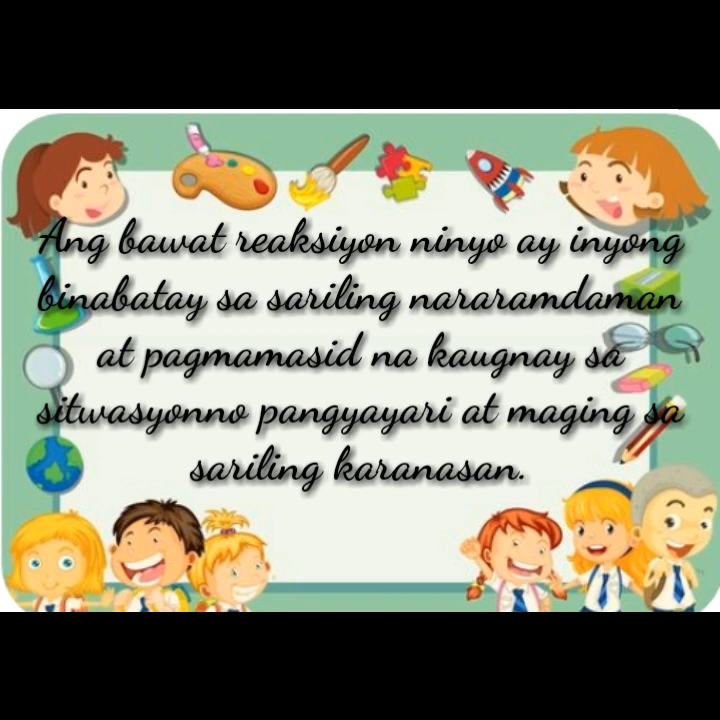 Ang bawat reaksiyon ninyo ay inyong
binabatay sa sariling nararamdaman
at pagmamasid na kaugnay sa
sitwasyonno pangyayari at maging sa
sariling karanasan.